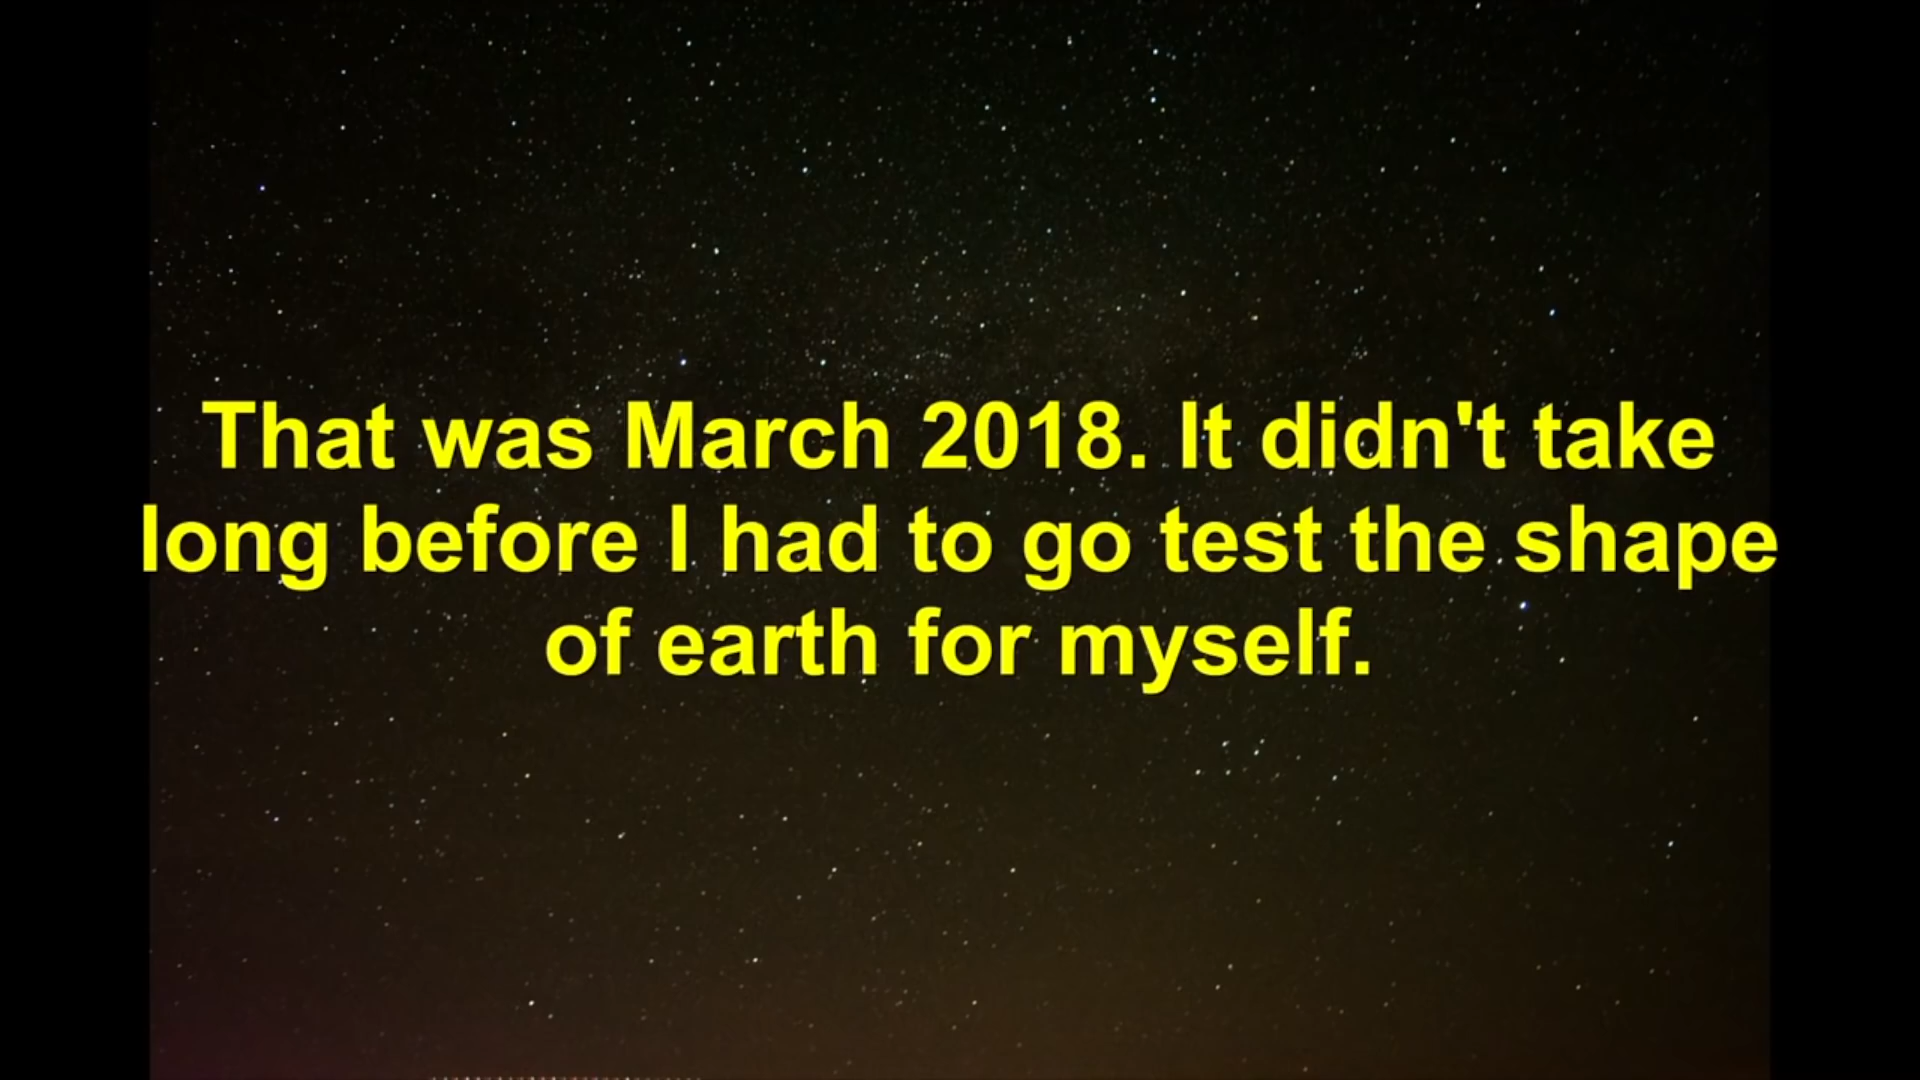 That was March 2018. It didn't take
long before I had to go test the shape
of earth for myself.